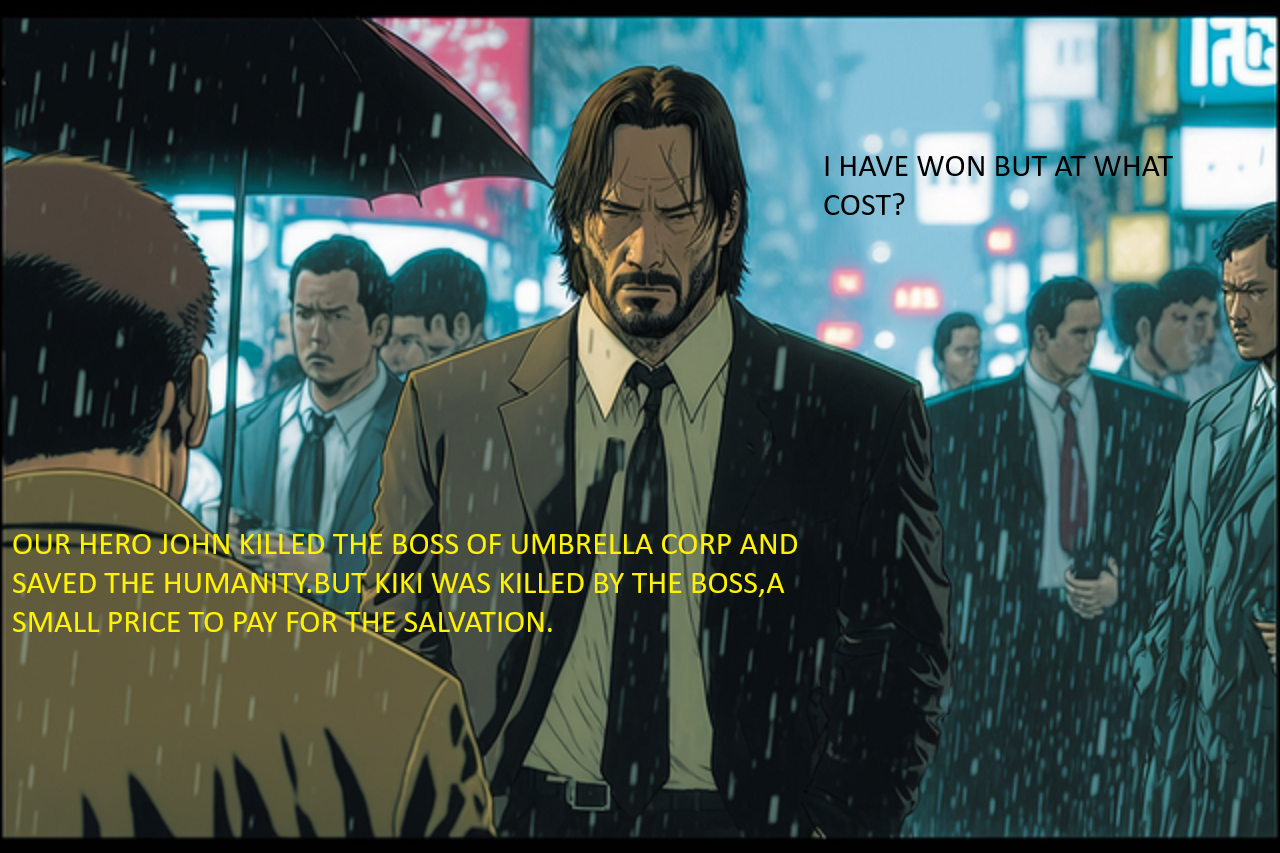 I HAVE WON BUT AT WHAT
COST?
OUR HERO JOHN KILLED THE BOSS OF UMBRELLA CORP AND
SAVED THE HUMANITY.BUT KIKI WAS KILLED BY THE BOSS,A
SMALL PRICE TO PAY FOR THE SALVATION.